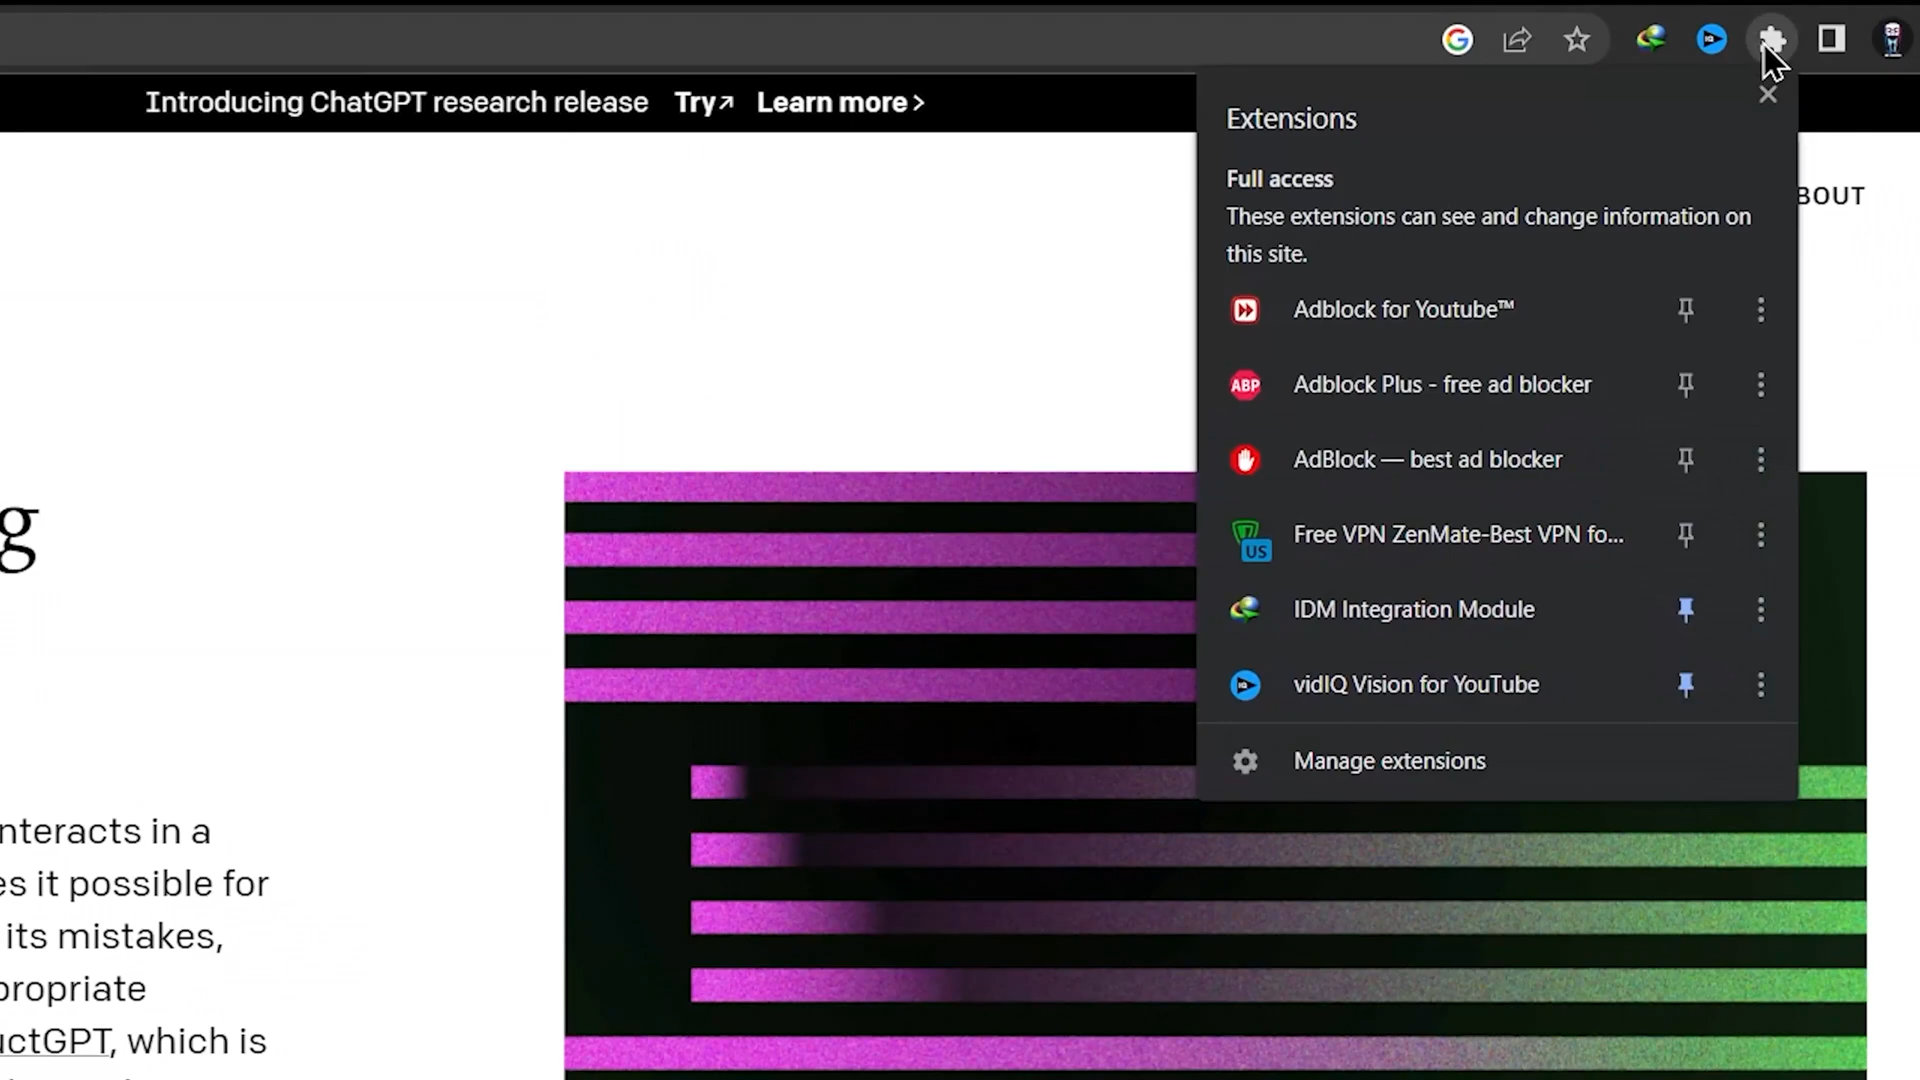 Introducing ChatGPT research release Try↗ Learn more >
Extensions
Full access
These extensions can see and change information on
this site.
BOUT
Adblock for Youtube™
ABP Adblock Plus - free ad blocker
AdBlock — best ad blocker
US Free VPN ZenMate-Best VPN fo...
IDM Integration Module
IQ vidIQ Vision for YouTube
Manage extensions
g
nteracts in a
es it possible for
its mistakes,
propriate
uctGPT, which is